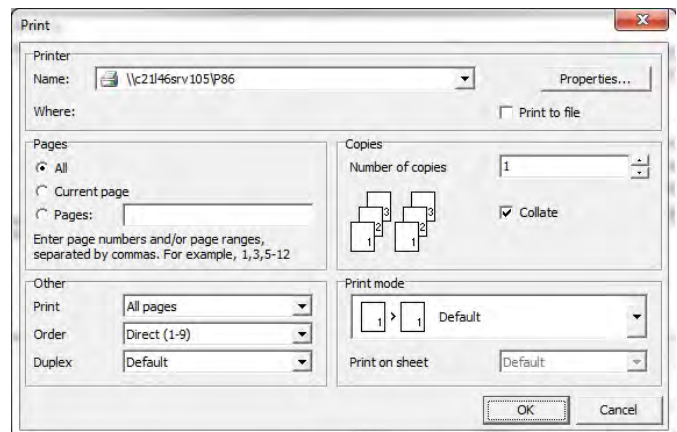 Print
Printer
Name: \\c21l46srv105\P86 Properties...
Where: Print to file
Pages
All
Current page
Pages:
Enter page numbers and/or page ranges,
separated by commas. For example, 1,3,5-12
Copies
Number of copies 1
3 3
2 2
1 1
Collate
Other
Print All pages
Order Direct (1-9)
Duplex Default
Print mode
1 > 1 Default
Print on sheet Default
OK Cancel